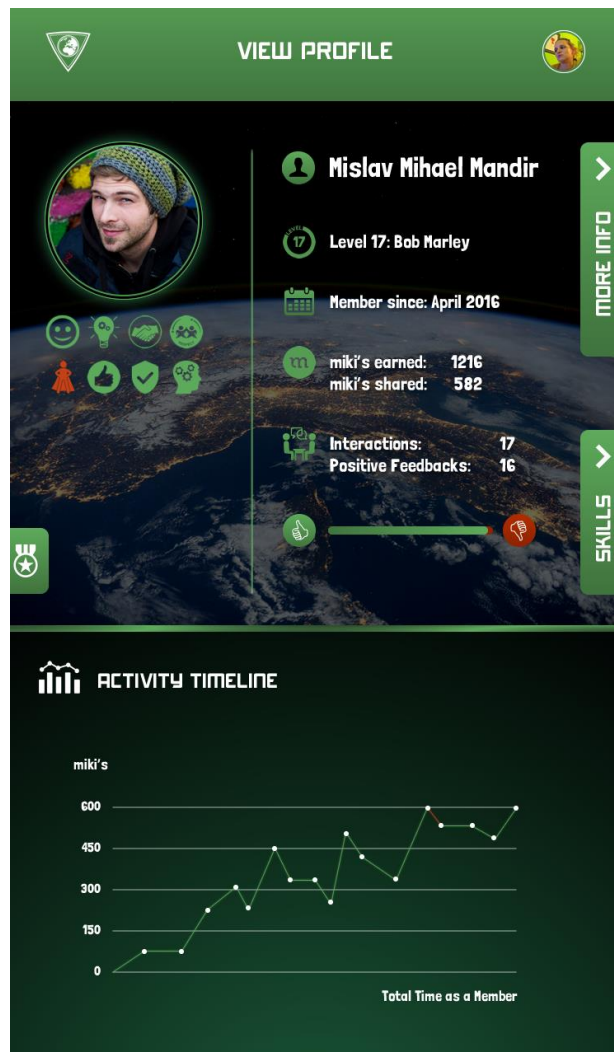 VIEW PROFILE
Mislav Mihael Mandir
LEVEL
17
Level 17: Bob Marley
Member since: April 2016
m
miki's earned: 1216
miki's shared: 582
Interactions: 17
Positive Feedbacks: 16
MORE INFO
SKILLS
ACTIVITY TIMELINE
miki's
600
450
300
150
0
Total Time as a Member